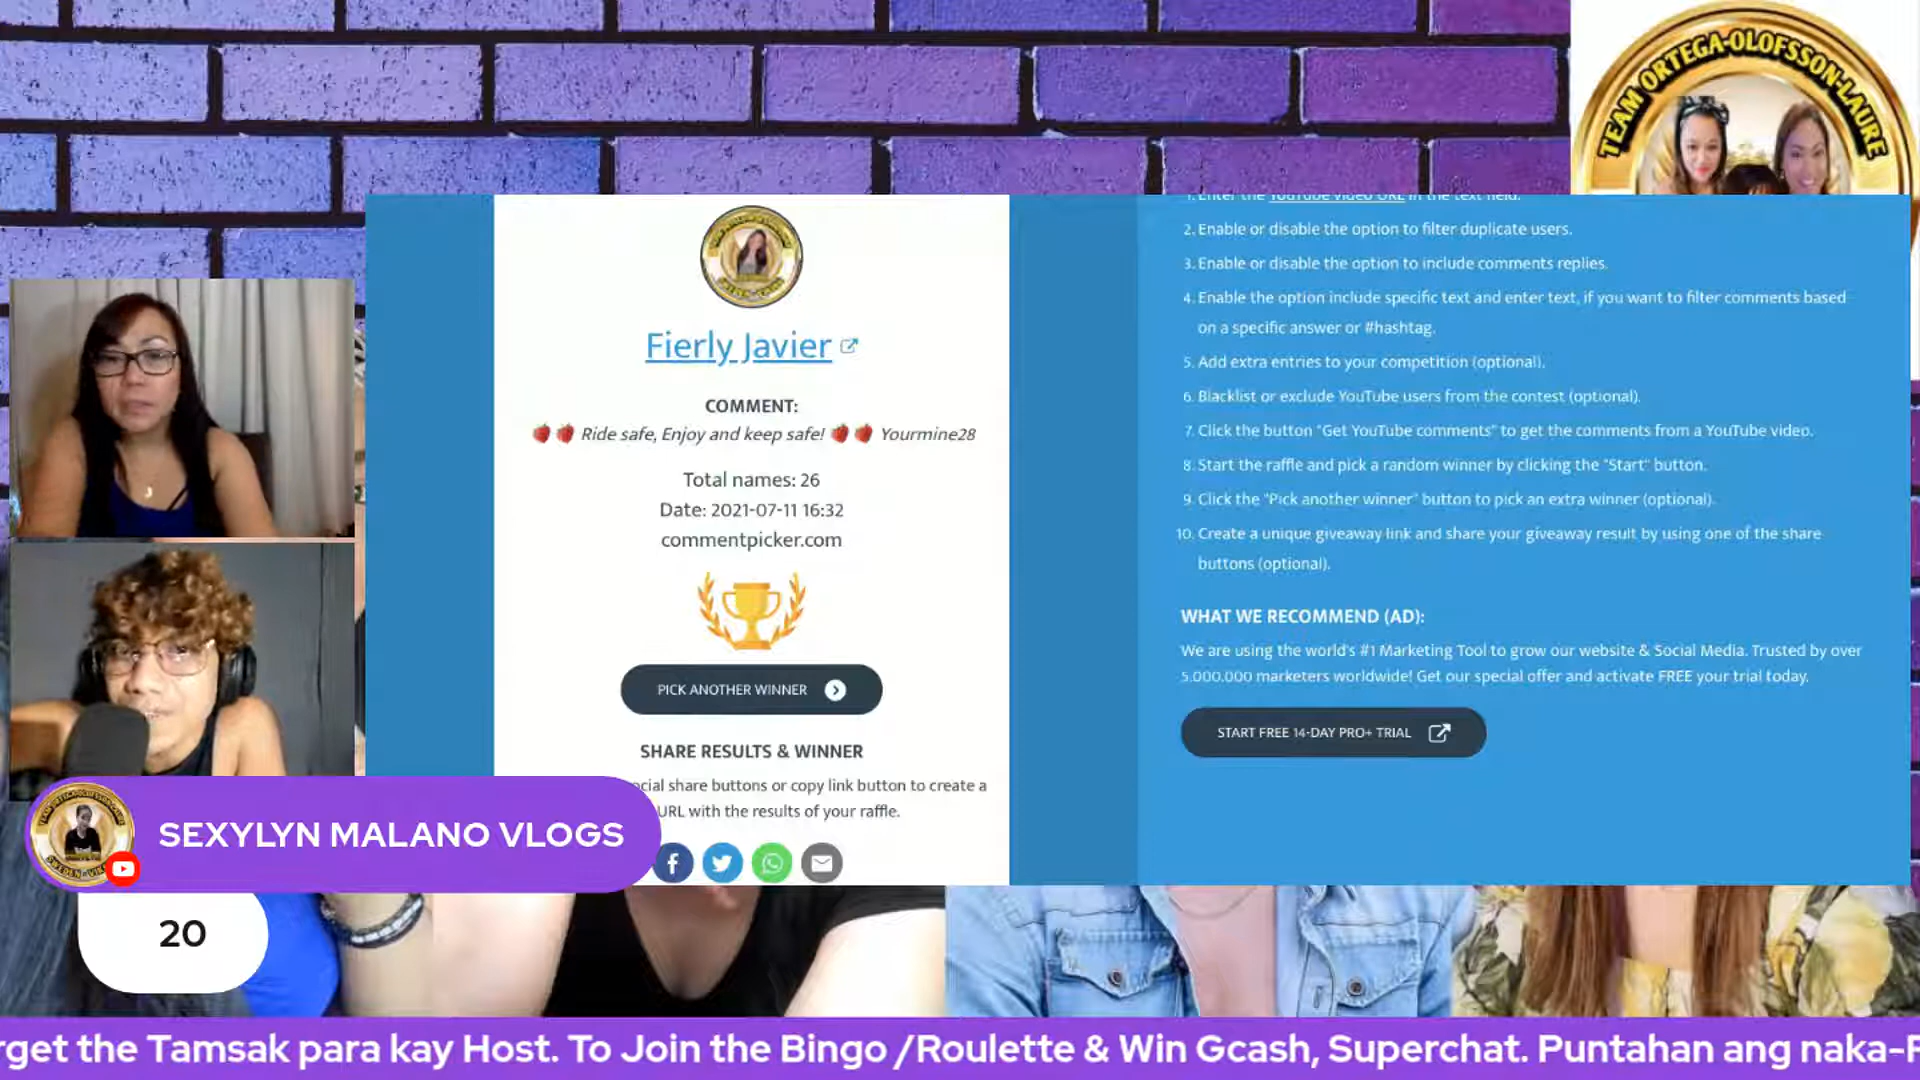 TEAM ORTEGA-OLOFSSON-LAURE
Fierly Javier
COMMENT:
🍓 🍓 Ride safe, Enjoy and keep safe! 🍓 🍓 Yourmine28
Total names: 26
Date: 2021-07-11 16:32
commentpicker.com
PICK ANOTHER WINNER
SHARE RESULTS & WINNER
cial share buttons or copy link button to create a
URL with the results of your raffle.
1. Enter the YouTube video URL in the text field.
2. Enable or disable the option to filter duplicate users.
3. Enable or disable the option to include comments replies.
4. Enable the option include specific text and enter text, if you want to filter comments based
on a specific answer or #hashtag.
5. Add extra entries to your competition (optional).
6. Blacklist or exclude YouTube users from the contest (optional).
7. Click the button "Get YouTube comments" to get the comments from a YouTube video.
8. Start the raffle and pick a random winner by clicking the "Start" button.
9. Click the "Pick another winner" button to pick an extra winner (optional).
10. Create a unique giveaway link and share your giveaway result by using one of the share
buttons (optional).
WHAT WE RECOMMEND (AD):
We are using the world's #1 Marketing Tool to grow our website & Social Media. Trusted by over
5.000.000 marketers worldwide! Get our special offer and activate FREE your trial today.
START FREE 14-DAY PRO+ TRIAL
SEXYLYN MALANO VLOGS
20
rget the Tamsak para kay Host. To Join the Bingo /Roulette & Win Gcash, Superchat. Puntahan ang naka-